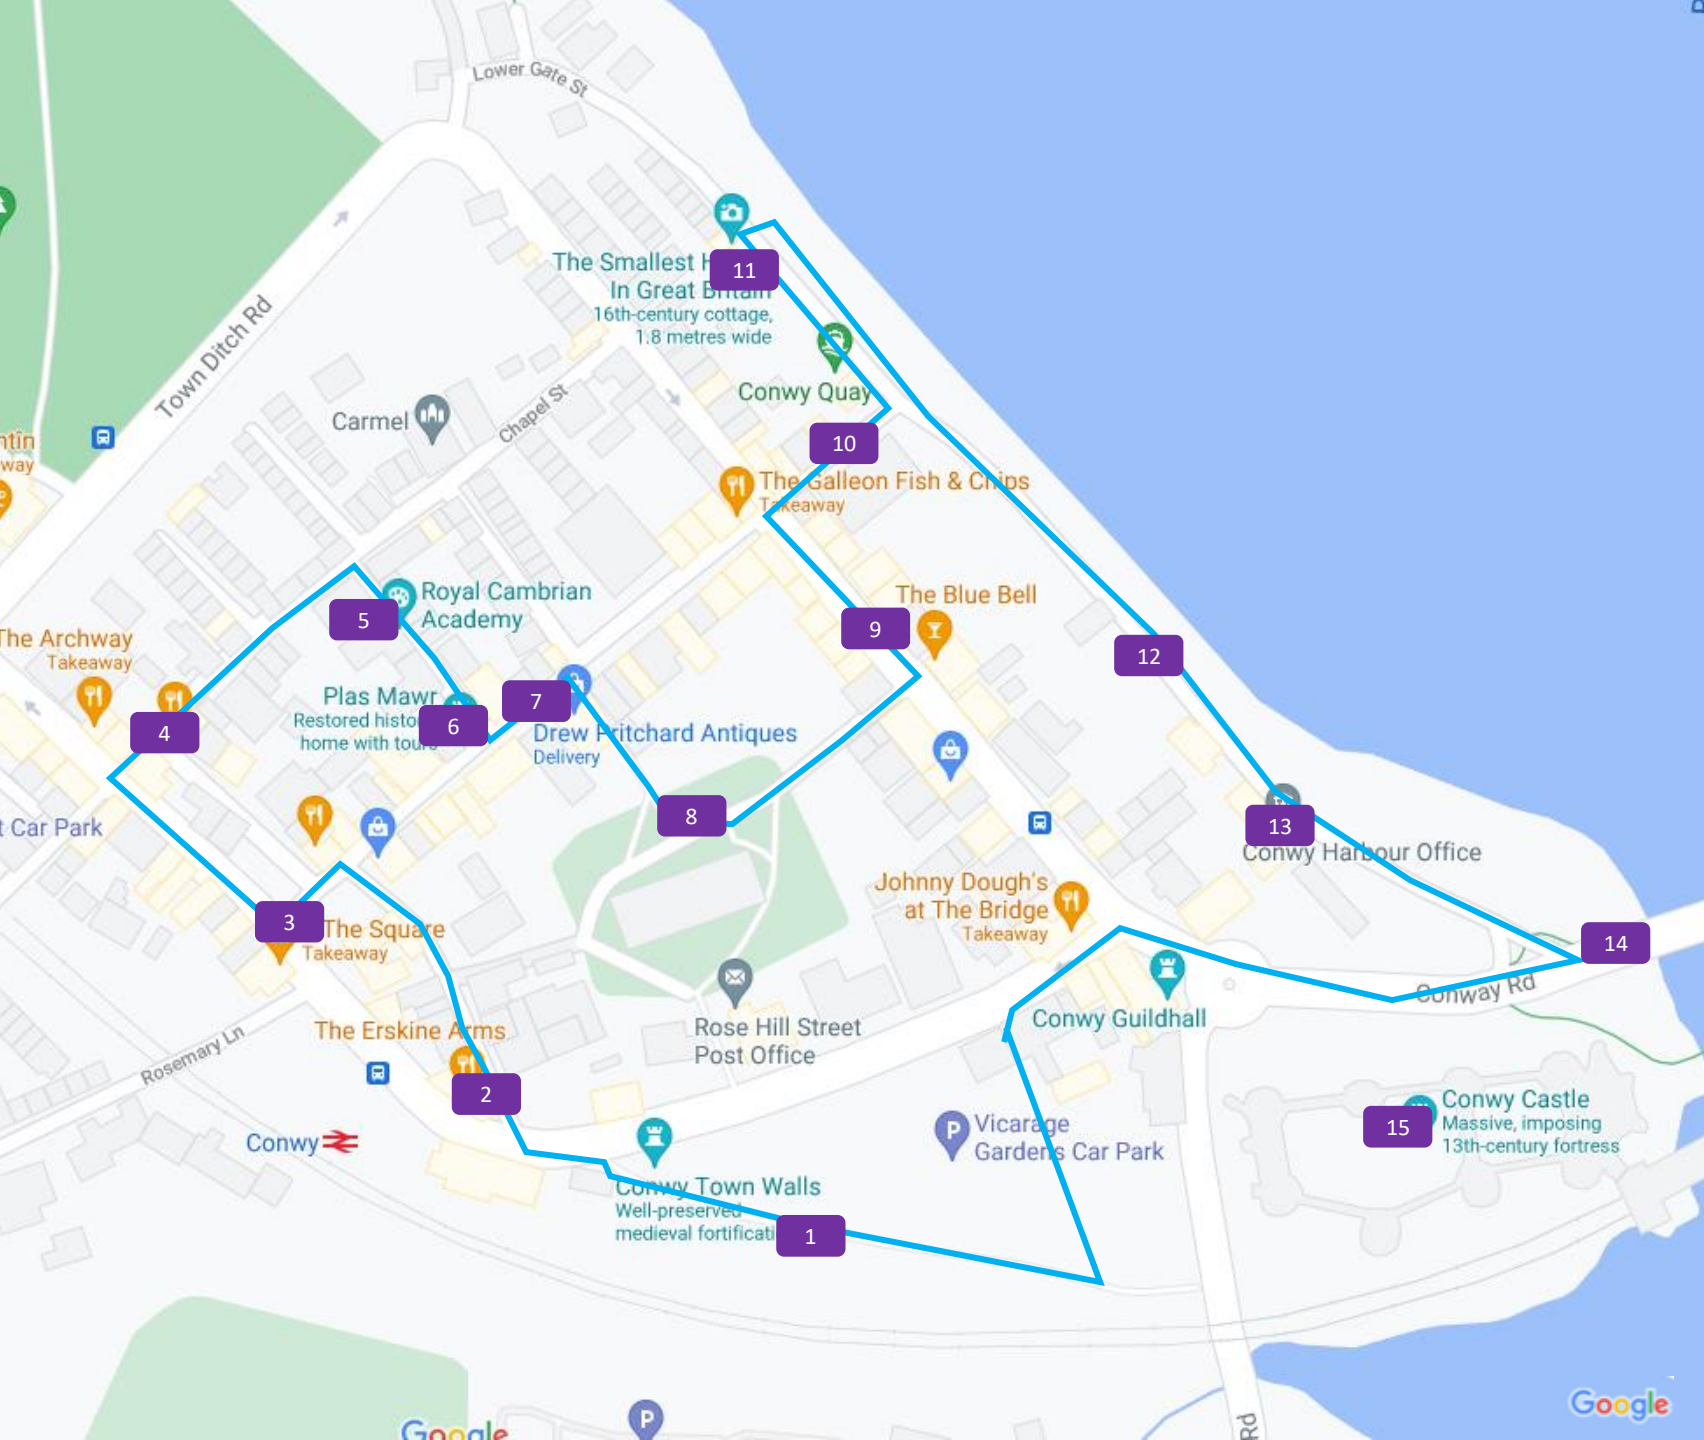 Lower Gate St
The Smallest H
In Great Britain
16th-century cottage,
1.8 metres wide
11
Town Ditch Rd
Conwy Quay
Carmel
Chapel St
10
ntin
way
The Galleon Fish & Chips
Takeaway
Royal Cambrian
Academy
5
The Blue Bell
9
The Archway
Takeaway
12
Plas Mawr
Restored histo
home with tours
6
7
4
Drew Pritchard Antiques
Delivery
t Car Park
8
13
Conwy Harbour Office
Johnny Dough's
at The Bridge
Takeaway
3
The Square
Takeaway
14
Conway Rd
Conwy Guildhall
Rose Hill Street
Post Office
The Erskine Arms
Rosemary Ln
2
Conwy
P
Vicarage
Gardens Car Park
15
Conwy Castle
Massive, imposing
13th-century fortress
Conwy Town Walls
Well-preserved
medieval fortificati
1
P
Google
Google
Rd